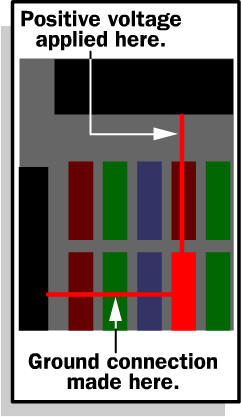 Positive voltage
applied here.
Ground connection
made here.